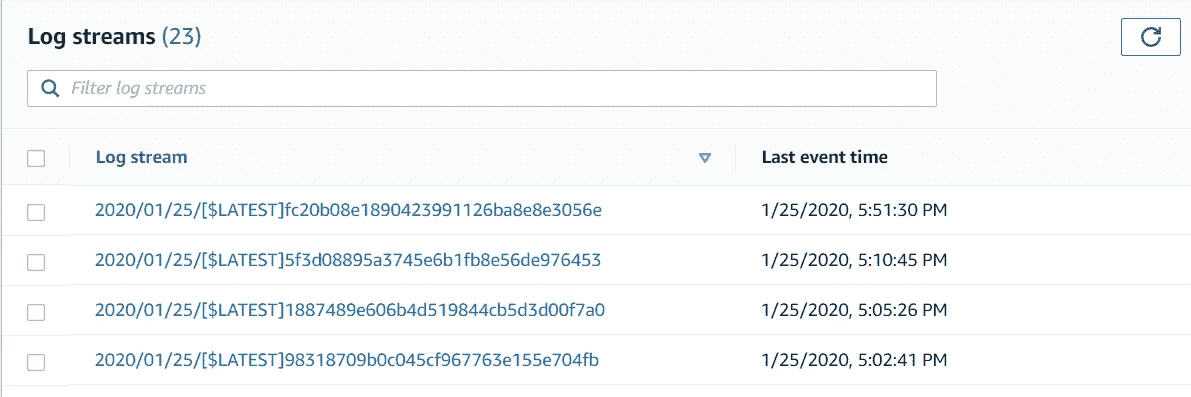 Log streams (23)
Filter log streams
Log stream Last event time
2020/01/25/[$LATEST]fc20b08e1890423991126ba8e8e3056e 1/25/2020, 5:51:30 PM
2020/01/25/[$LATEST]5f3d08895a3745e6b1fb8e56de976453 1/25/2020, 5:10:45 PM
2020/01/25/[$LATEST]1887489e606b4d519844cb5d3d00f7a0 1/25/2020, 5:05:26 PM
2020/01/25/[$LATEST]98318709b0c045cf967763e155e704fb 1/25/2020, 5:02:41 PM